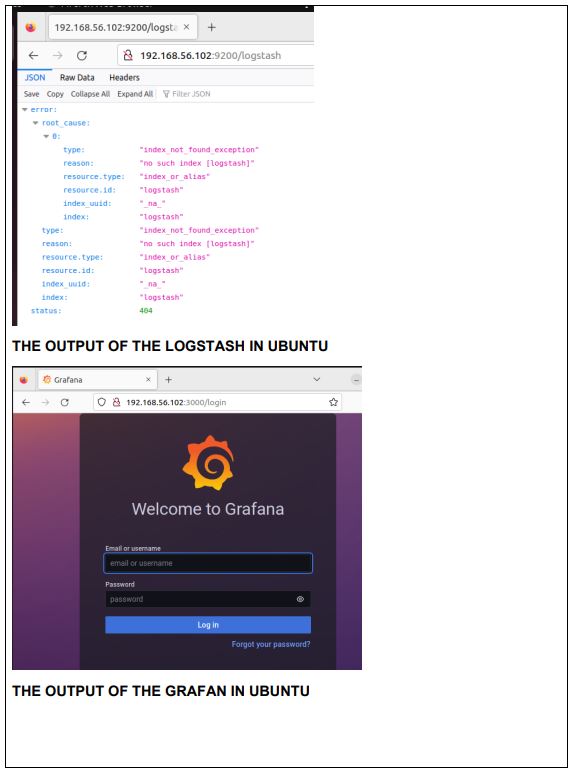 192.168.56.102:9200/logsta
192.168.56.102:9200/logstash
JSON Raw Data Headers
Save Copy Collapse All Expand All Filter JSON
error:
root_cause:
0:
type: "index_not_found_exception"
reason: "no such index [logstash]"
resource.type: "index_or_alias"
resource.id: "logstash"
index_uuid: "_na_"
index: "logstash"
type: "index_not_found_exception"
reason: "no such index [logstash]"
resource.type: "index_or_alias"
resource.id: "logstash"
index_uuid: "_na_"
index: "logstash"
status: 404
THE OUTPUT OF THE LOGSTASH IN UBUNTU
Grafana
192.168.56.102:3000/login
Welcome to Grafana
Email or username
email or username
Password
password
Log in
Forgot your password?
THE OUTPUT OF THE GRAFAN IN UBUNTU